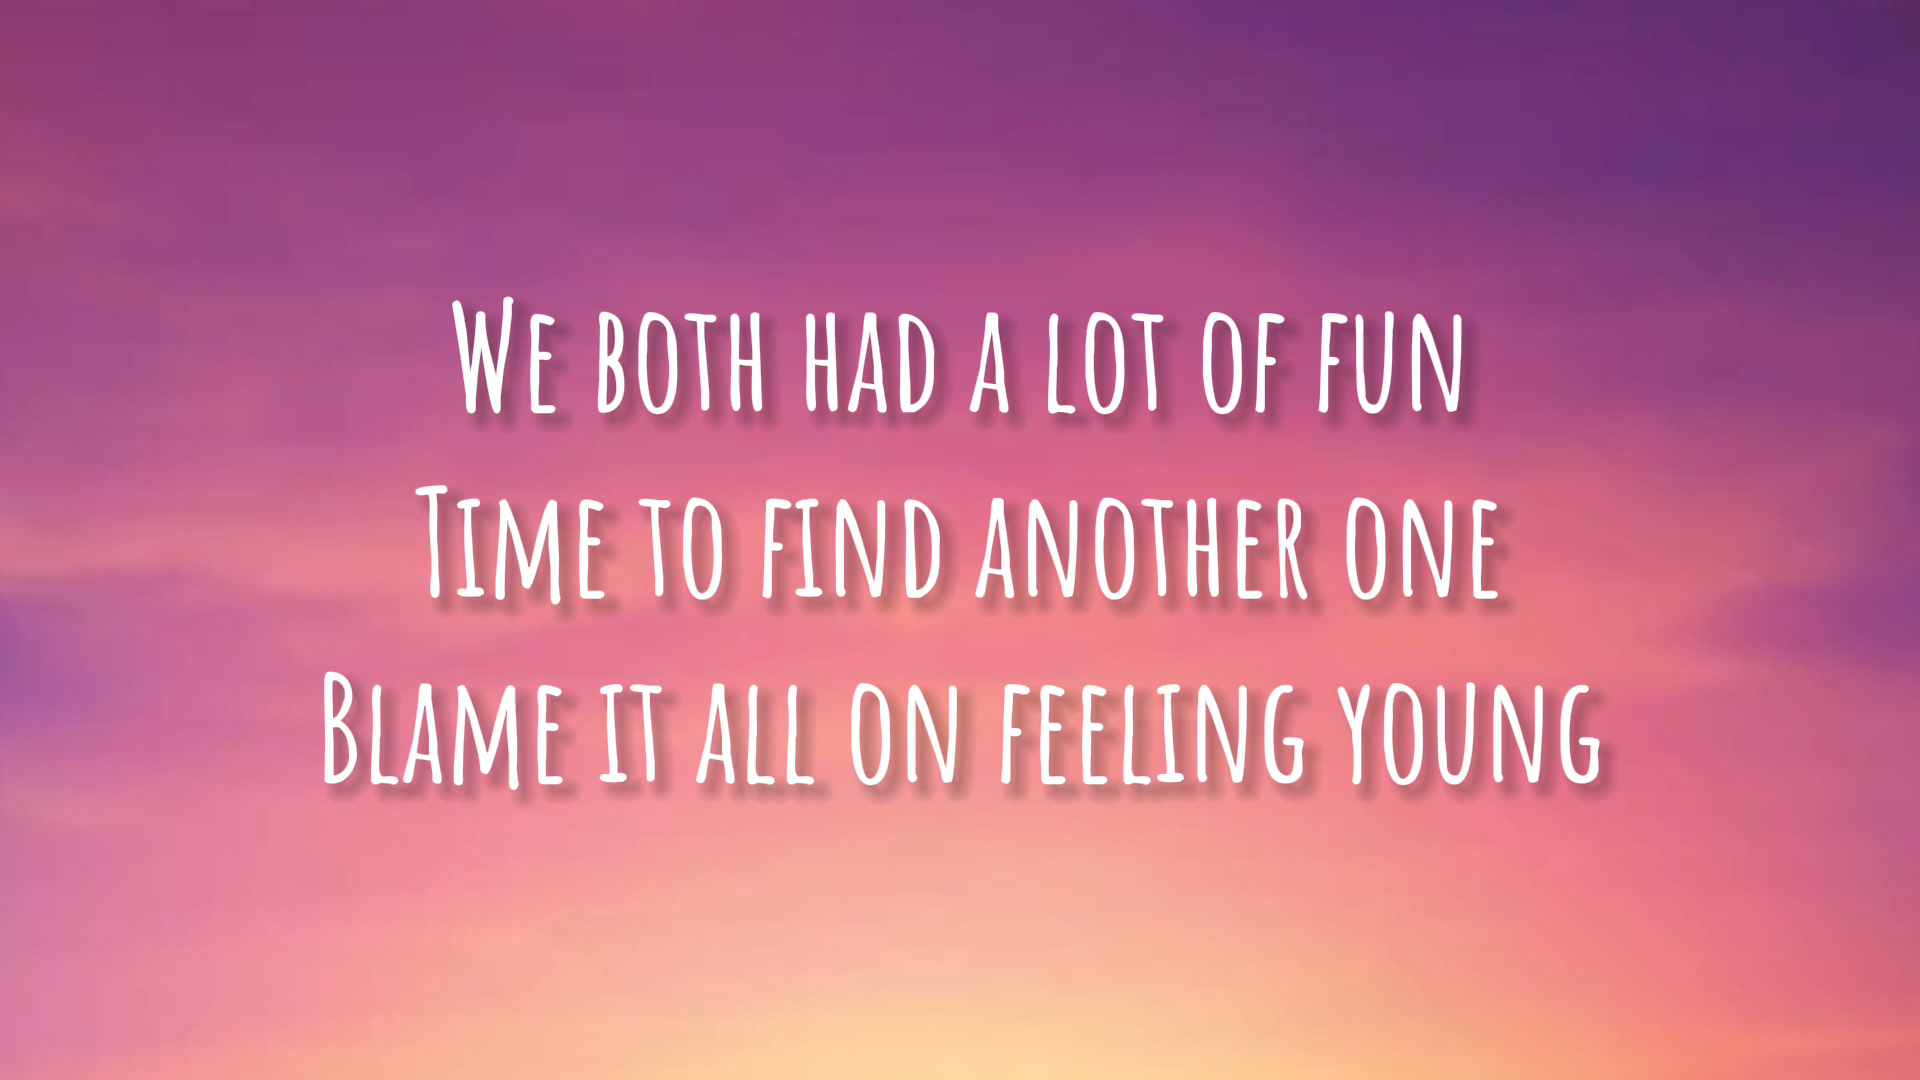 We both had a lot of fun
Time to find another one
Blame it all on feeling young